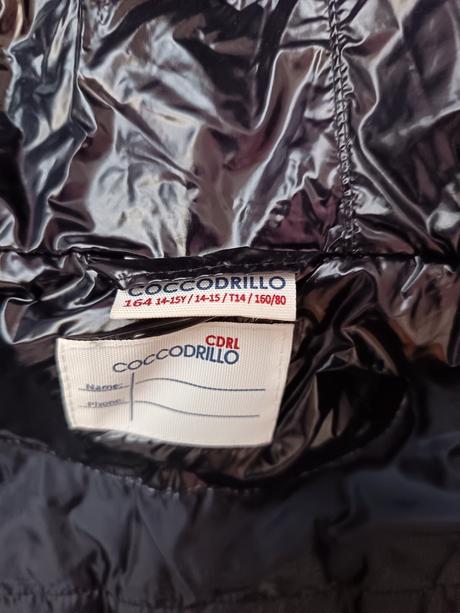 COCCODRILLO
164 14-15Y / 14-15 / T14 / 160/80
CDRL
COCCODRILLO
Name:
Phone: